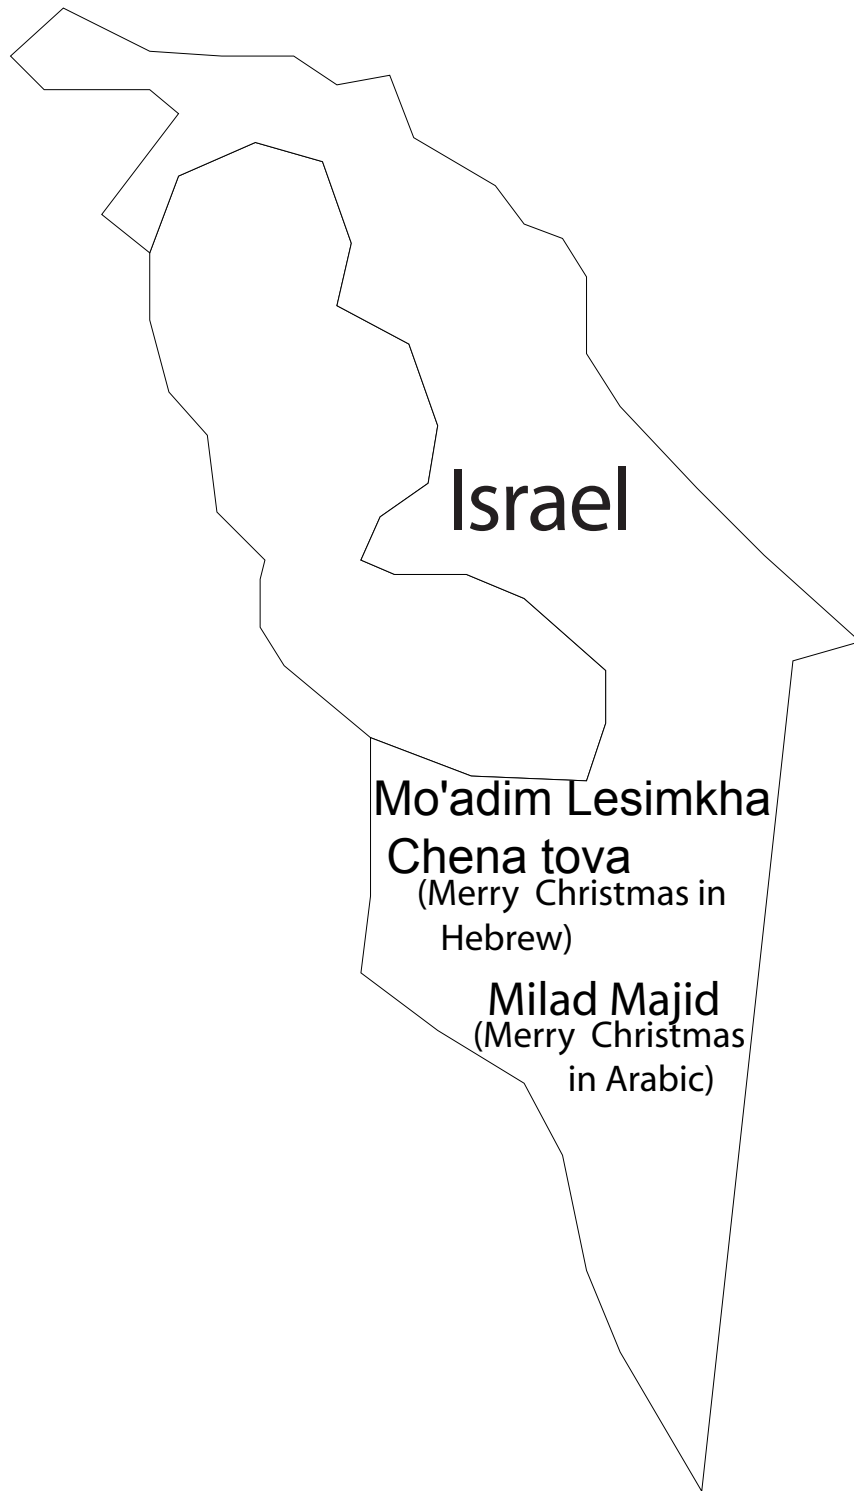 Israel
Mo'adim Lesimkha
Chena tova
(Merry Christmas in
Hebrew)
Milad Majid
(Merry Christmas
in Arabic)